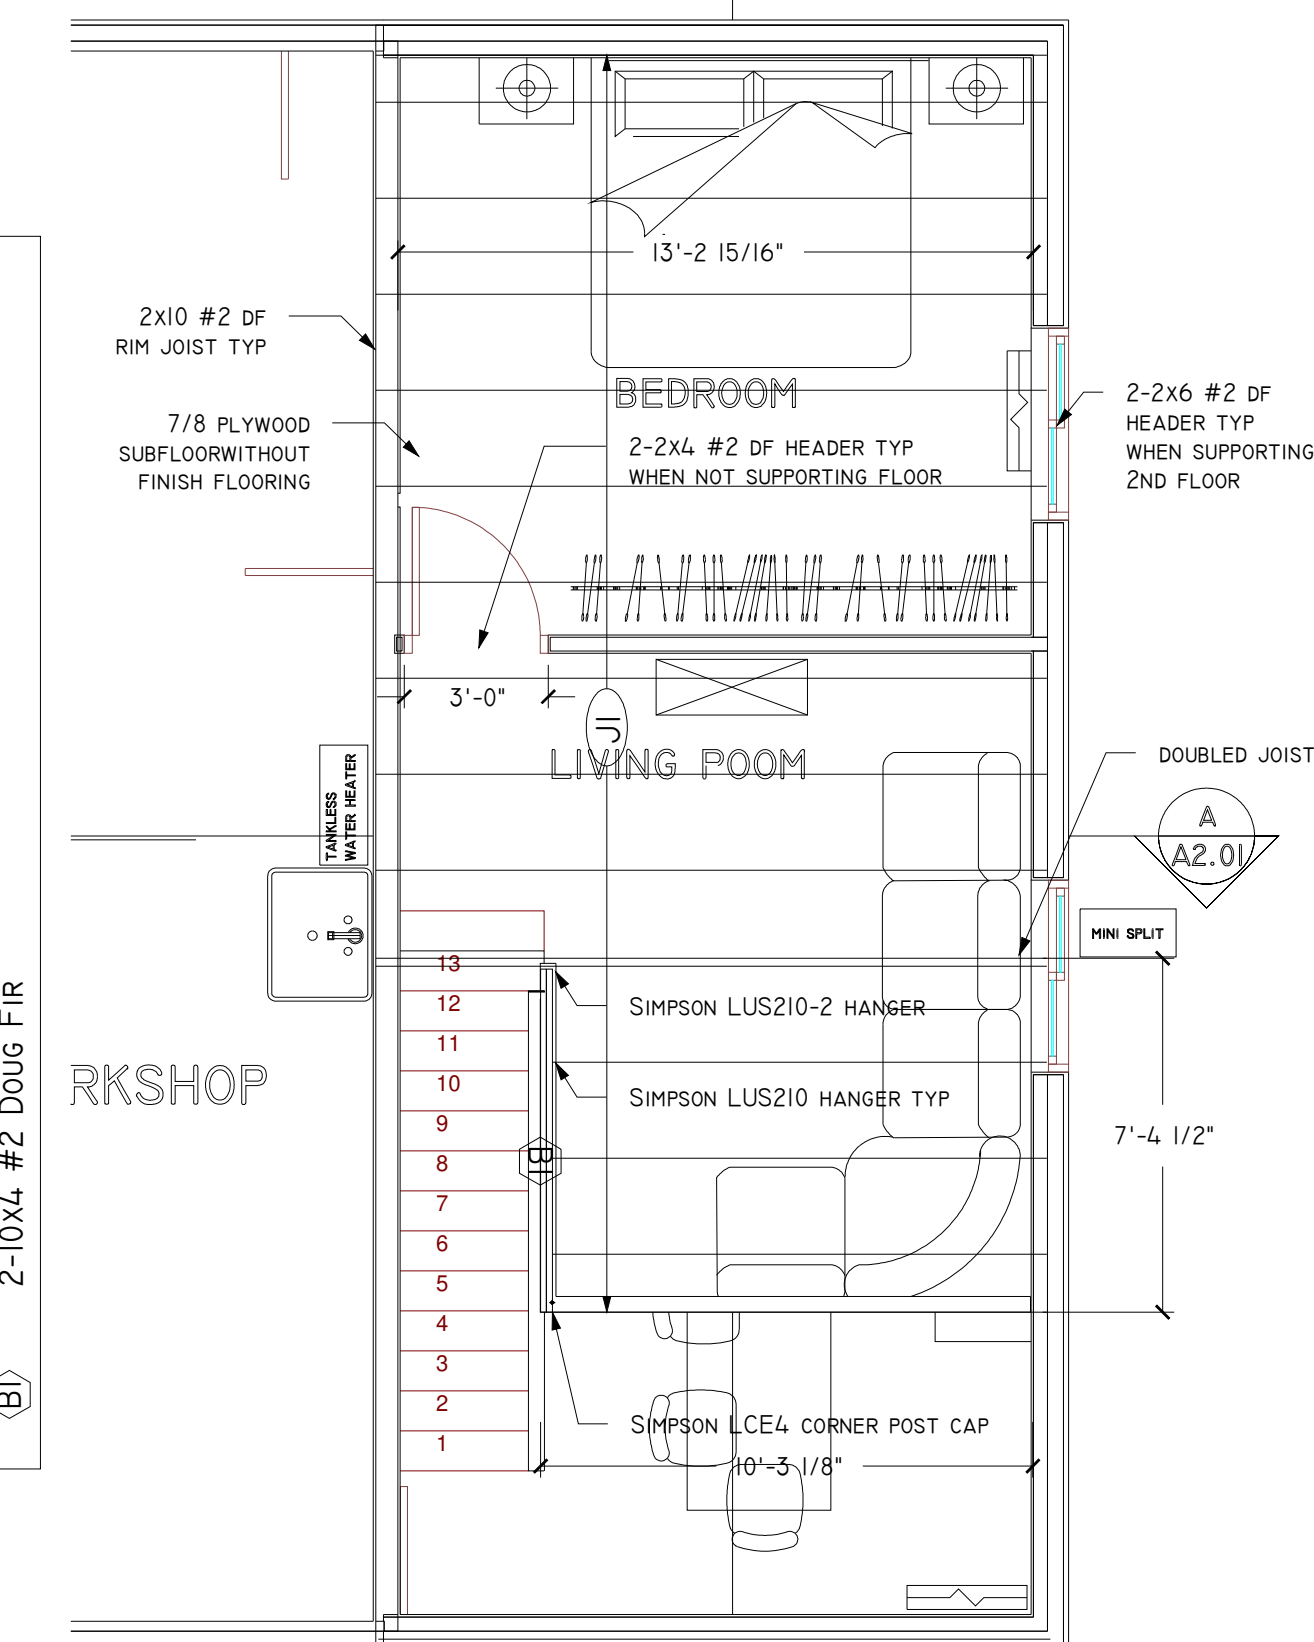 13'-2 15/16"
2x10 #2 DF
RIM JOIST TYP
BEDROOM
2-2x6 #2 DF
HEADER TYP
WHEN SUPPORTING
2ND FLOOR
7/8 PLYWOOD
SUBFLOORWITHOUT
FINISH FLOORING
2-2x4 #2 DF HEADER TYP
WHEN NOT SUPPORTING FLOOR
3'-0"
J1
LIVING POOM
DOUBLED JOIST
TANKLESS
WATER HEATER
A
A2.01
MINI SPLIT
13
12
11
10
9
8
7
6
5
4
3
2
1
SIMPSON LUS210-2 HANGER
SIMPSON LUS210 HANGER TYP
RKSHOP
B1
7'-4 1/2"
2-10x4 #2 DOUG FIR
B1
SIMPSON LCE4 CORNER POST CAP
10'-3 1/8"